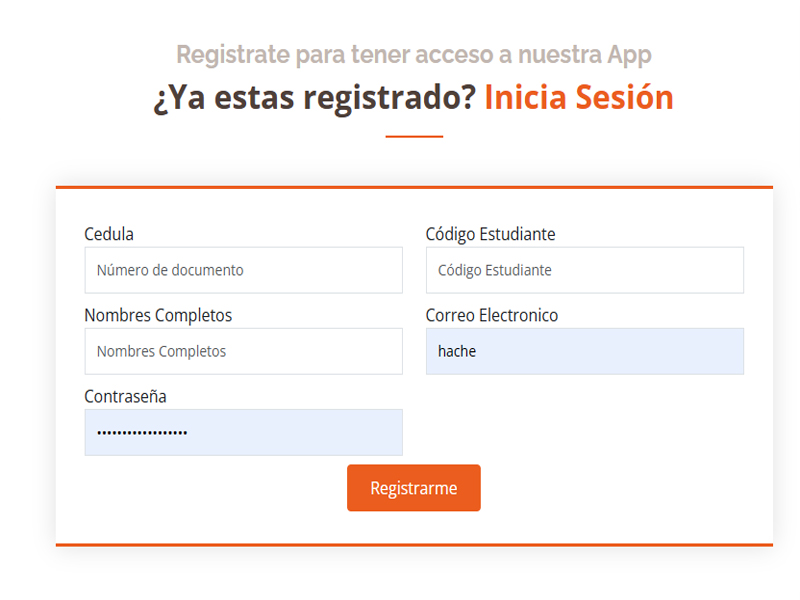 Registrate para tener acceso a nuestra App
¿Ya estas registrado? Inicia Sesión
Cedula
Número de documento
Código Estudiante
Código Estudiante
Nombres Completos
Nombres Completos
Correo Electronico
hache
Contraseña
••••••••••••••••••
Registrarme